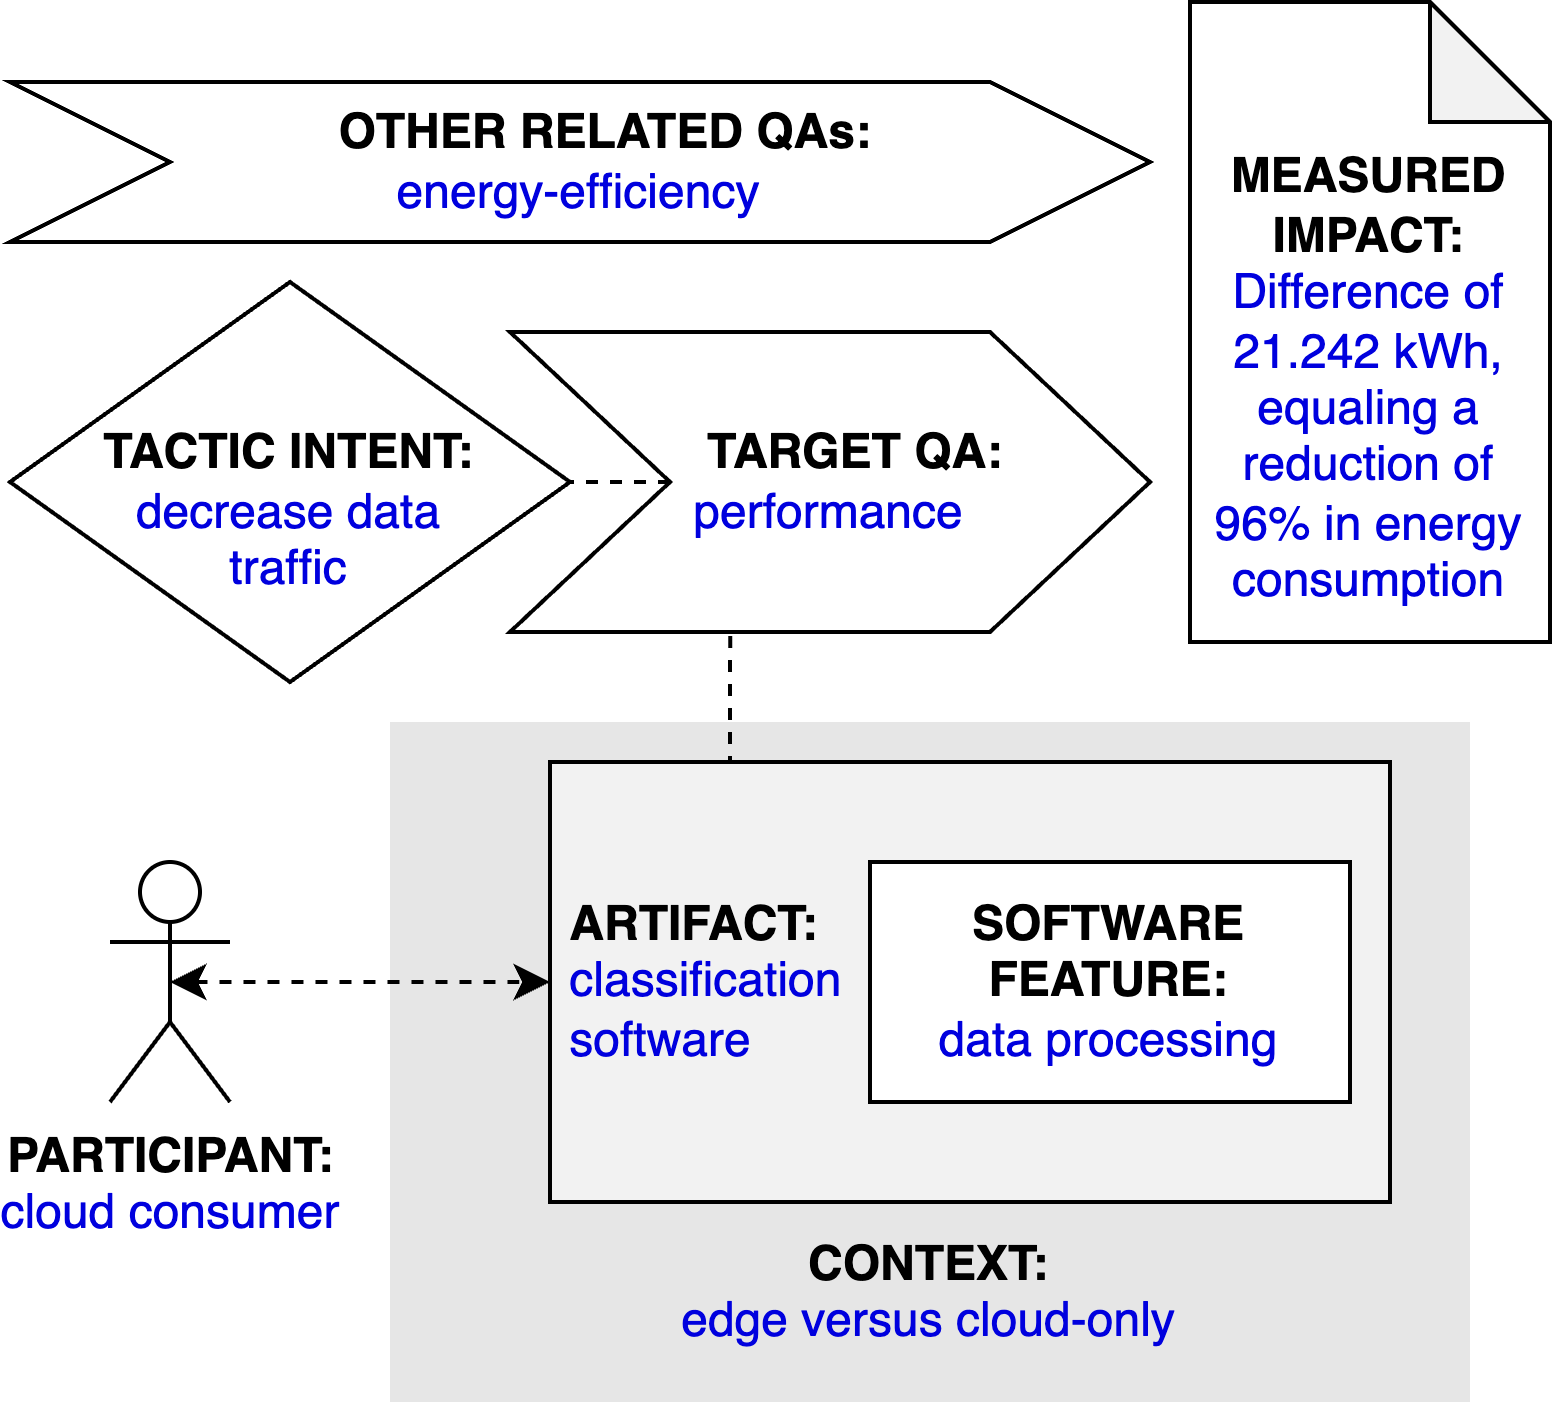 OTHER RELATED QAs:
energy-efficiency
MEASURED
IMPACT:
Difference of
21.242 kWh,
equaling a
reduction of
96% in energy
consumption
TACTIC INTENT:
decrease data
traffic
TARGET QA:
performance
ARTIFACT:
classification
software
SOFTWARE
FEATURE:
data processing
PARTICIPANT:
cloud consumer
CONTEXT:
edge versus cloud-only